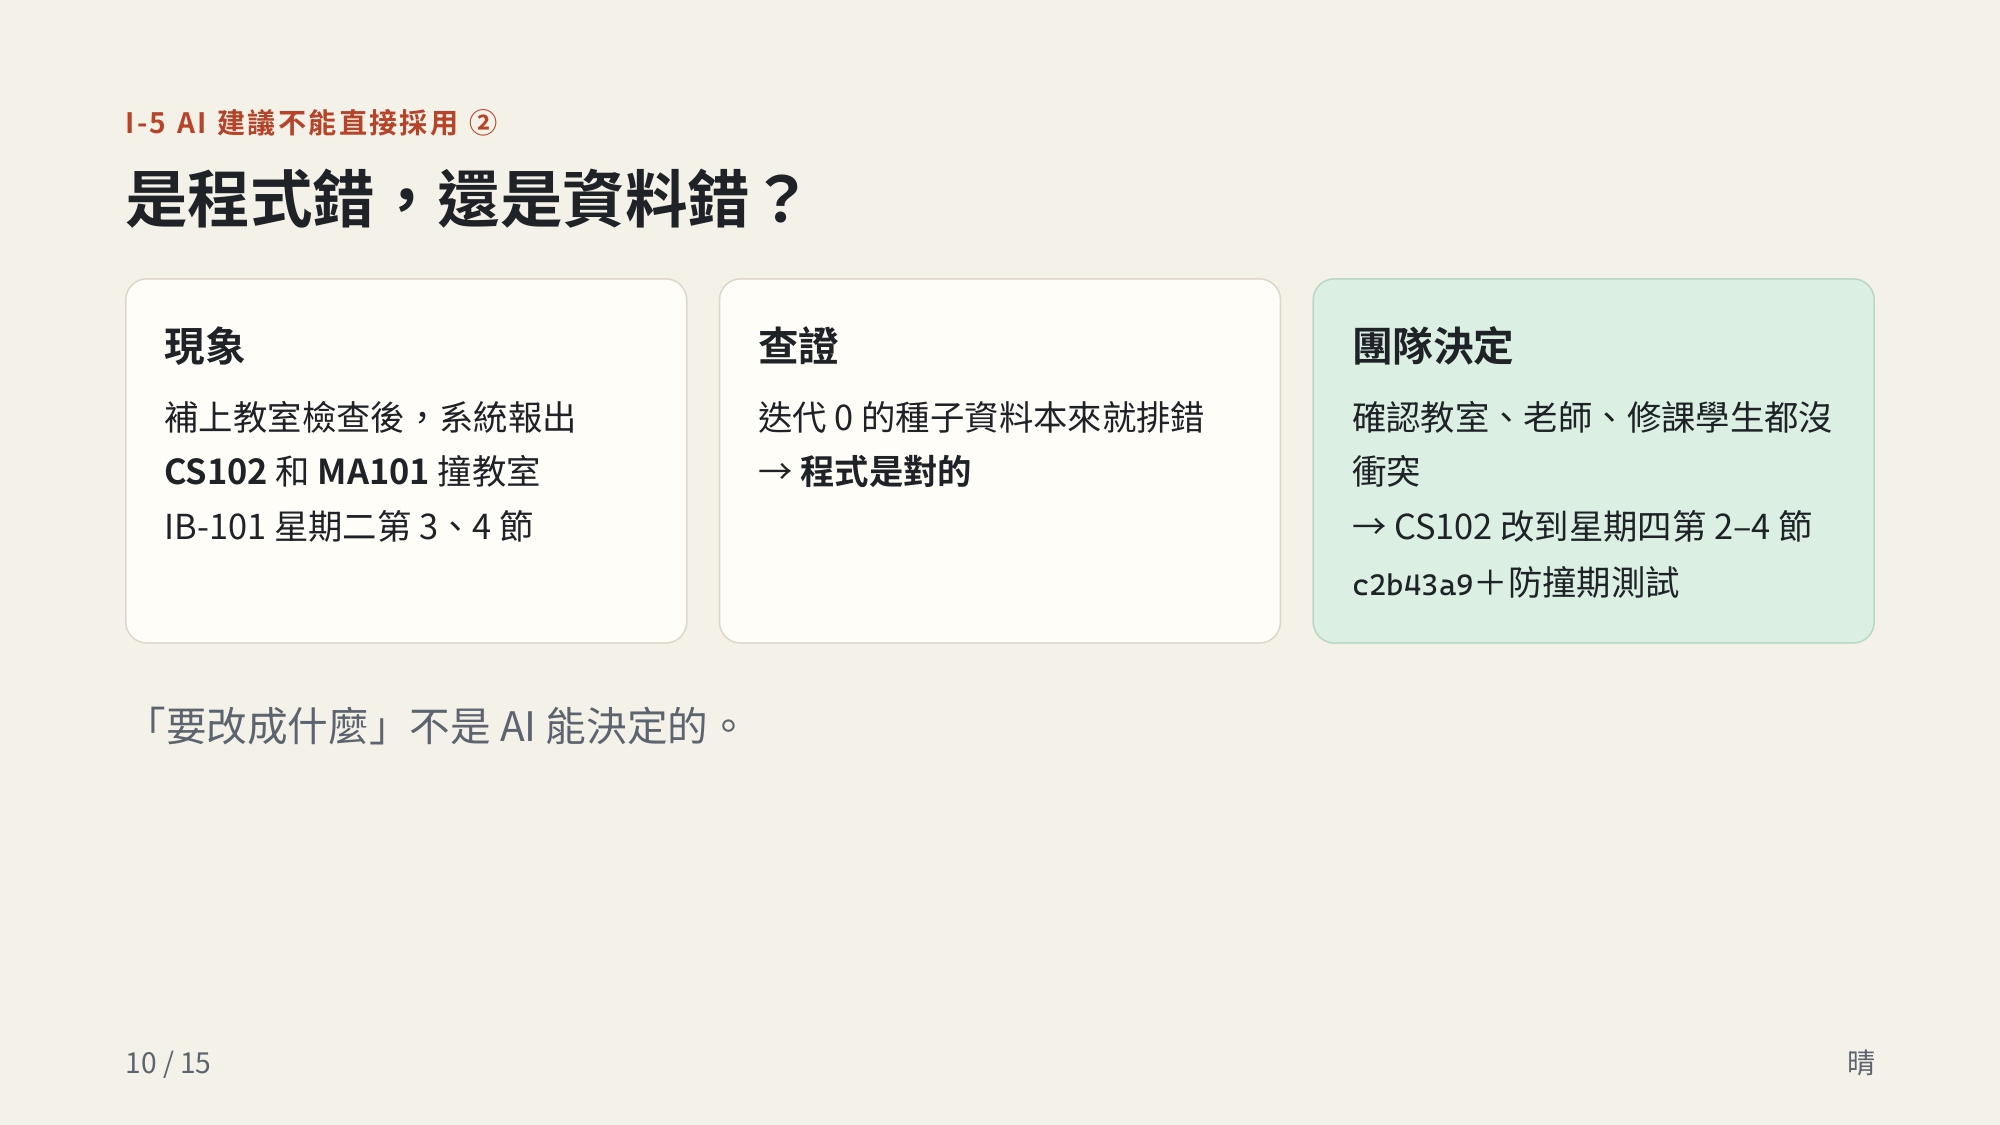 I-5 AI 建議不能直接採用 ②
是程式錯，還是資料錯？
現象
補上教室檢查後，系統報出
CS102 和 MA101 撞教室
IB-101 星期二第 3、4 節
查證
迭代 0 的種子資料本來就排錯
→ 程式是對的
團隊決定
確認教室、老師、修課學生都沒
衝突
→ CS102 改到星期四第 2–4 節
c2b43a9＋防撞期測試
「要改成什麼」不是 AI 能決定的。
10 / 15
晴